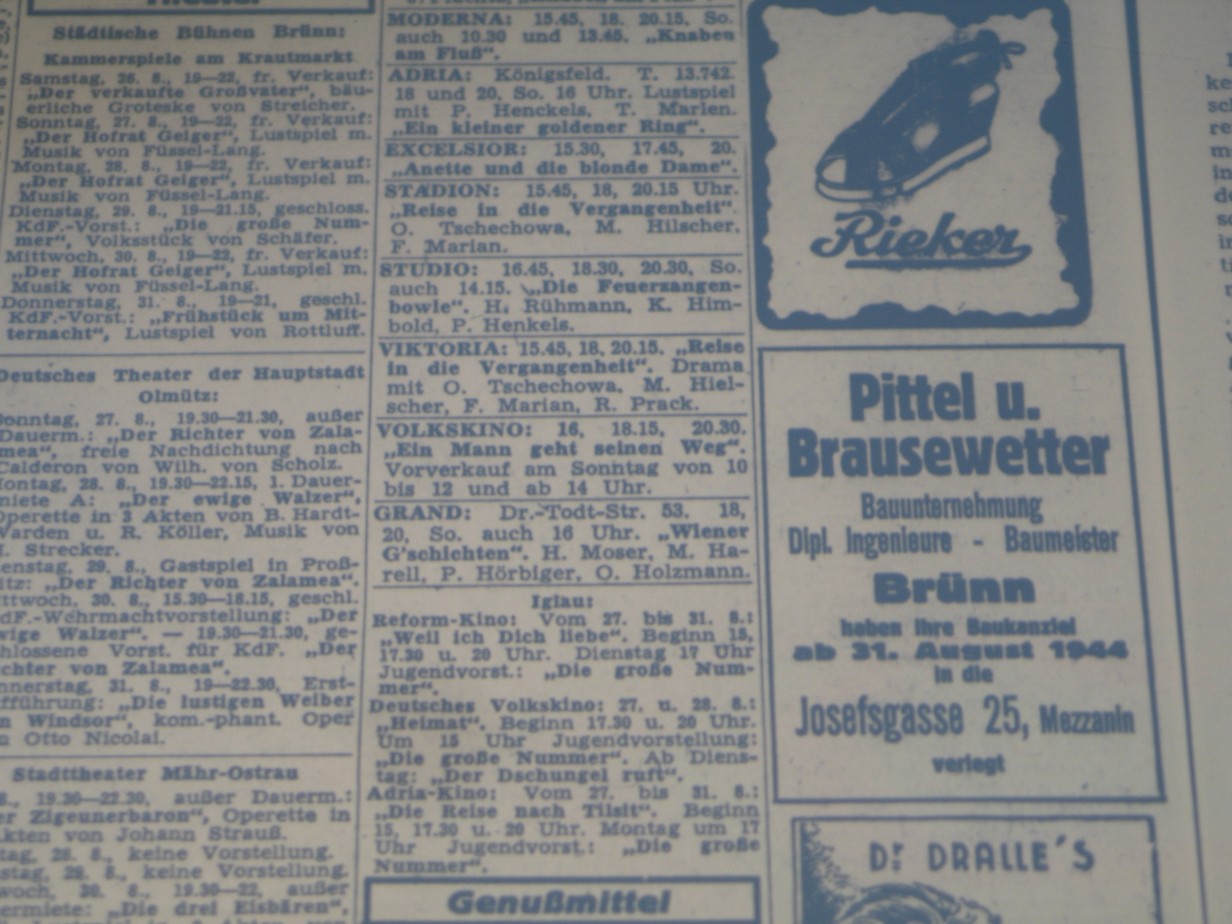 Theater
Städtische Bühnen Brünn:
Kammerspiele am Krautmarkt
Samstag, 26. 8., 19—22, fr. Verkauf:
„Der verkaufte Großvater“, bäu-
erliche Groteske von Streicher.
Sonntag, 27. 8., 19—22, fr. Verkauf:
„Der Hofrat Geiger“, Lustspiel m.
Musik von Füssel-Lang.
Montag, 28. 8., 19—22, fr. Verkauf:
„Der Hofrat Geiger“, Lustspiel m.
Musik von Füssel-Lang.
Dienstag, 29. 8., 19—21.15, geschloss.
KdF.-Vorst.: „Die große Num-
mer“, Volksstück von Schäfer.
Mittwoch, 30. 8., 19—22, fr. Verkauf:
„Der Hofrat Geiger“, Lustspiel m.
Musik von Füssel-Lang.
Donnerstag, 31. 8., 19—21, geschl.
KdF.-Vorst.: „Frühstück um Mit-
ternacht“, Lustspiel von Rottluff.
Deutsches Theater der Hauptstadt
Olmütz:
onntag, 27. 8., 19.30—21.30, außer
Dauerm.: „Der Richter von Zala-
mea“, freie Nachdichtung nach
Calderon von Wilh. von Scholz.
ontag, 28. 8., 19.30—22.15, 1. Dauer-
miete A: „Der ewige Walzer“,
Operette in 3 Akten von B. Hardt-
Warden u. R. Köller, Musik von
. Strecker.
enstag, 29. 8., Gastspiel in Proß-
itz: „Der Richter von Zalamea“.
ittwoch, 30. 8., 15.30—18.15, geschl.
dF.-Wehrmachtvorstellung: „Der
wige Walzer“. — 19.30—21.30, ge-
hlossene Vorst. für KdF. „Der
chter von Zalamea“.
nnerstag, 31. 8., 19—22.30, Erst-
fführung: „Die lustigen Weiber
n Windsor“, kom.-phant. Oper
Otto Nicolai.
Stadttheater Mähr-Ostrau
8., 19.30—22.30, außer Dauerm.:
er Zigeunerbaron“, Operette in
kten von Johann Strauß.
tag, 28. 8., keine Vorstellung.
stag, 29. 8., keine Vorstellung.
woch, 30. 8., 19.30—22, außer
ermiete: „Die drei Eisbären“,
MODERNA: 15.45, 18. 20.15, So.
auch 10.30 und 13.45. „Knaben
am Fluß“.
ADRIA: Königsfeld. T. 13.742.
18 und 20, So. 16 Uhr. Lustspiel
mit P. Henckels, T. Marlen.
„Ein kleiner goldener Ring“.
EXCELSIOR: 15.30, 17.45, 20.
„Anette und die blonde Dame“.
STADION: 15.45, 18, 20.15 Uhr.
„Reise in die Vergangenheit“.
O. Tschechowa, M. Hilscher,
F. Marian.
STUDIO: 16.45, 18.30, 20.30, So.
auch 14.15. „Die Feuerzangen-
bowle“. H. Rühmann, K. Him-
bold, P. Henkels.
VIKTORIA: 15.45, 18, 20.15. „Reise
in die Vergangenheit“. Drama
mit O. Tschechowa, M. Hiel-
scher, F. Marian, R. Prack.
VOLKSKINO: 16, 18.15, 20.30.
„Ein Mann geht seinen Weg“.
Vorverkauf am Sonntag von 10
bis 12 und ab 14 Uhr.
GRAND: Dr.-Todt-Str. 53. 18,
20, So. auch 16 Uhr. „Wiener
G'schichten“. H. Moser, M. Ha-
rell, P. Hörbiger, O. Holzmann.
Iglau:
Reform-Kino: Vom 27. bis 31. 8.:
„Weil ich Dich liebe“. Beginn 15,
17.30 u. 20 Uhr. Dienstag 17 Uhr
Jugendvorst.: „Die große Num-
mer“.
Deutsches Volkskino: 27. u. 28. 8.:
„Heimat“. Beginn 17.30 u. 20 Uhr.
Um 15 Uhr Jugendvorstellung:
„Die große Nummer“. Ab Diens-
tag: „Der Dschungel ruft“.
Adria-Kino: Vom 27. bis 31. 8.:
„Die Reise nach Tilsit“. Beginn
15, 17.30 u. 20 Uhr. Montag um 17
Uhr Jugendvorst.: „Die große
Nummer“.
Genußmittel
Rieker
Pittel u.
Brausewetter
Bauunternehmung
Dipl. Ingenieure - Baumeister
Brünn
haben ihre Baukanzlei
ab 31. August 1944
in die
Josefsgasse 25, Mezzanin
verlegt
Dr. DRALLE'S